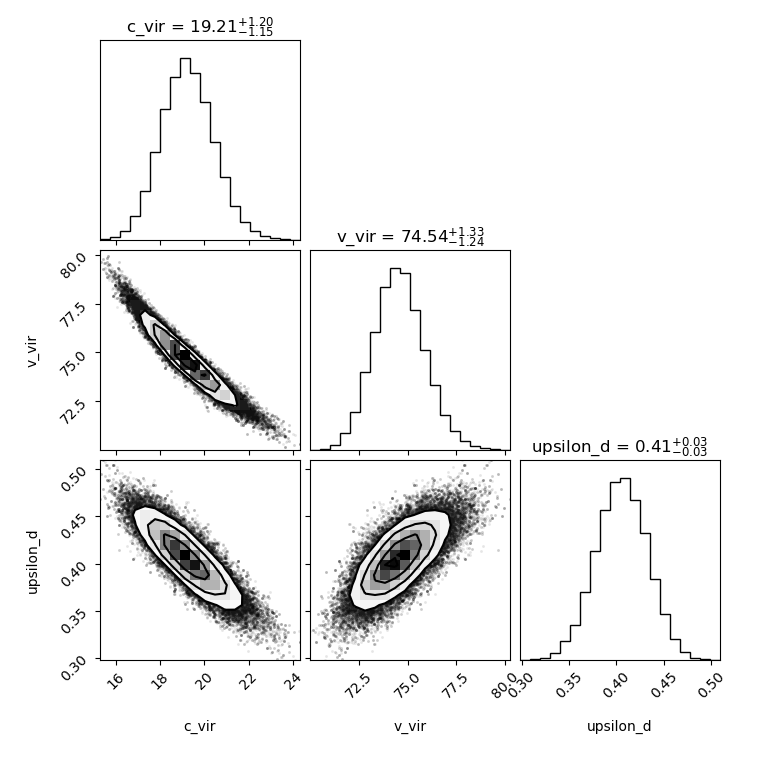 c_vir = 19.21+1.20−1.15
v_vir = 74.54+1.33−1.24
upsilon_d = 0.41+0.03−0.03
80.0
77.5
75.0
72.5
v_vir
0.50
0.45
0.40
0.35
0.30
upsilon_d
16 18 20 22 24
72.5 75.0 77.5 80.0
0.30 0.35 0.40 0.45 0.50
c_vir v_vir upsilon_d